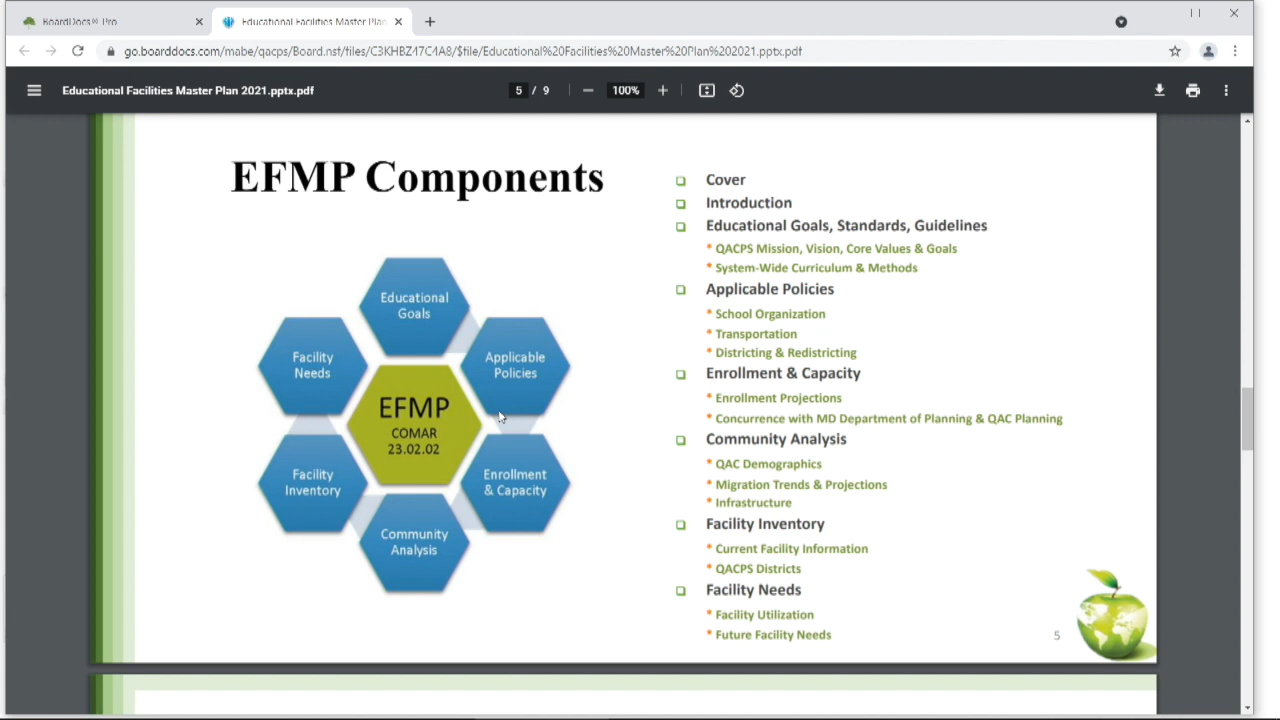 BoardDocs® Pro
Educational Facilities Master Plan
go.boarddocs.com/mabe/qacps/Board.nsf/files/C3KHBZ47C4A8/$file/Educational%20Facilities%20Master%20Plan%202021.pptx.pdf
Educational Facilities Master Plan 2021.pptx.pdf
5 / 9
100%
EFMP Components
Educational
Goals
Facility
Needs
Applicable
Policies
EFMP
COMAR
23.02.02
Facility
Inventory
Enrollment
& Capacity
Community
Analysis
Cover
Introduction
Educational Goals, Standards, Guidelines
* QACPS Mission, Vision, Core Values & Goals
* System-Wide Curriculum & Methods
Applicable Policies
* School Organization
* Transportation
* Districting & Redistricting
Enrollment & Capacity
* Enrollment Projections
* Concurrence with MD Department of Planning & QAC Planning
Community Analysis
* QAC Demographics
* Migration Trends & Projections
* Infrastructure
Facility Inventory
* Current Facility Information
* QACPS Districts
Facility Needs
* Facility Utilization
* Future Facility Needs
5